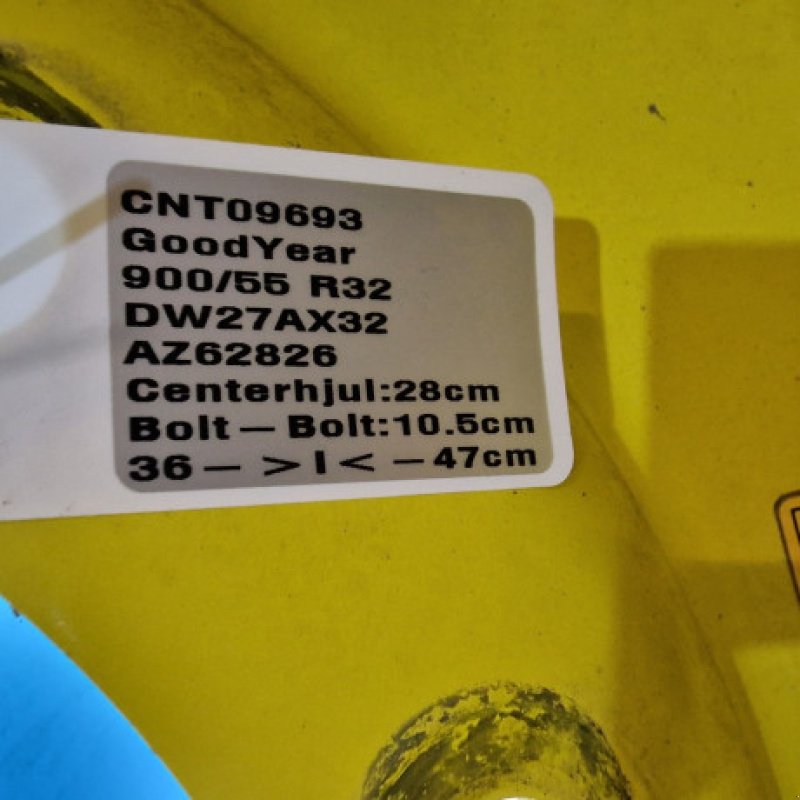 CNT09693
GoodYear
900/55 R32
DW27AX32
AZ62826
Centerhjul:28cm
Bolt — Bolt:10.5cm
36 — > I < — 47cm